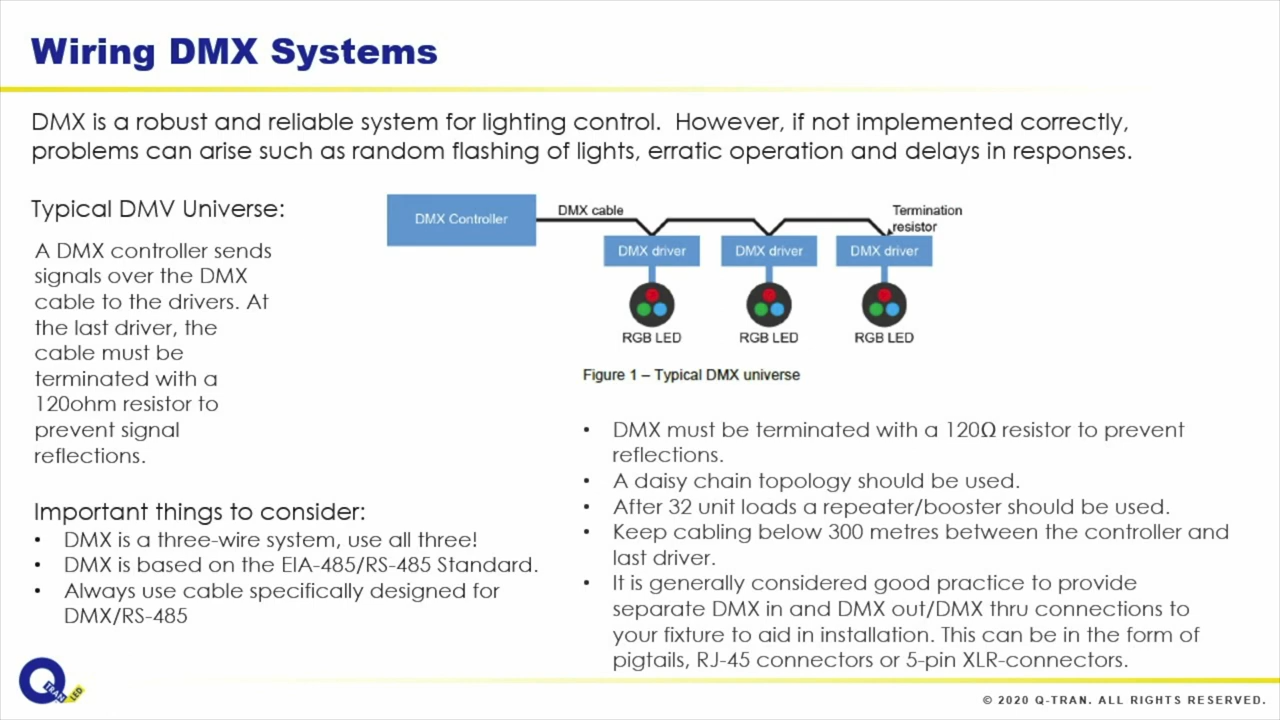 Wiring DMX Systems
DMX is a robust and reliable system for lighting control.  However, if not implemented correctly,
problems can arise such as random flashing of lights, erratic operation and delays in responses.
Typical DMV Universe:
A DMX controller sends
signals over the DMX
cable to the drivers. At
the last driver, the
cable must be
terminated with a
120ohm resistor to
prevent signal
reflections.
DMX Controller
DMX cable
Termination
resistor
DMX driver
DMX driver
DMX driver
RGB LED
RGB LED
RGB LED
Figure 1 – Typical DMX universe
Important things to consider:
• DMX is a three-wire system, use all three!
• DMX is based on the EIA-485/RS-485 Standard.
• Always use cable specifically designed for
DMX/RS-485
• DMX must be terminated with a 120Ω resistor to prevent
reflections.
• A daisy chain topology should be used.
• After 32 unit loads a repeater/booster should be used.
• Keep cabling below 300 metres between the controller and
last driver.
• It is generally considered good practice to provide
separate DMX in and DMX out/DMX thru connections to
your fixture to aid in installation. This can be in the form of
pigtails, RJ-45 connectors or 5-pin XLR-connectors.
Q TRAN LED
© 2020 Q-TRAN. ALL RIGHTS RESERVED.